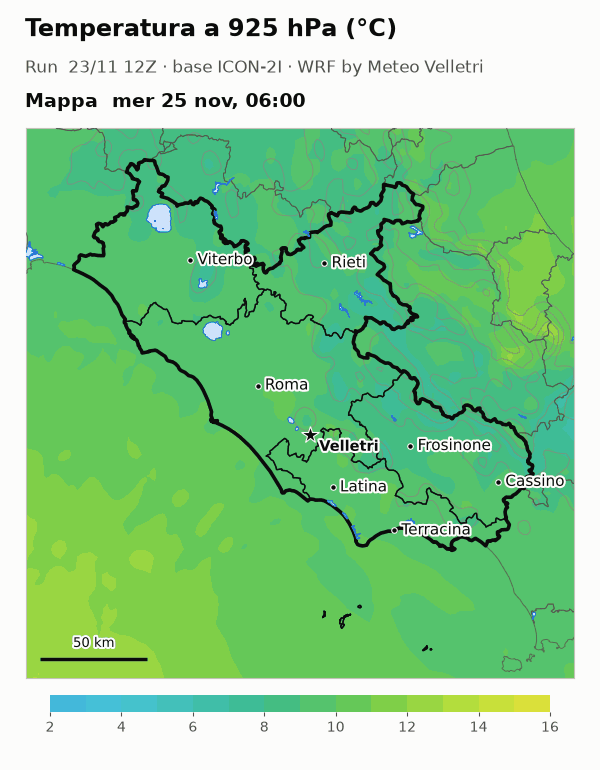 Temperatura a 925 hPa (°C)
Run  23/11 12Z · base ICON-2I · WRF by Meteo Velletri
Mappa  mer 25 nov, 06:00
Viterbo
Rieti
Roma
Velletri
Frosinone
Cassino
Latina
Terracina
50 km
2 4 6 8 10 12 14 16